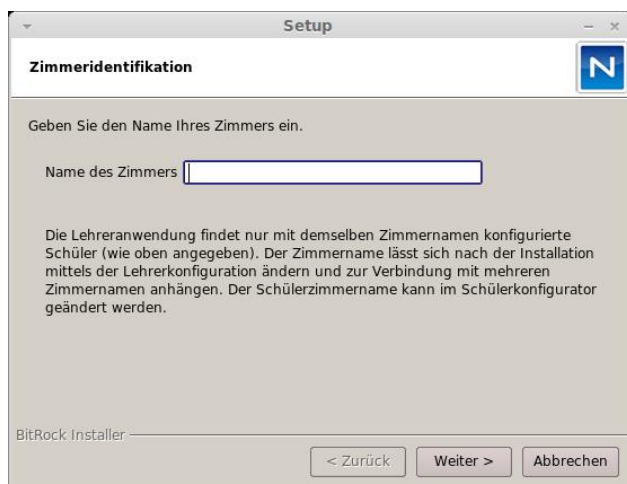 Setup
Zimmeridentifikation
N
Geben Sie den Name Ihres Zimmers ein.
Name des Zimmers
Die Lehreranwendung findet nur mit demselben Zimmernamen konfigurierte
Schüler (wie oben angegeben). Der Zimmername lässt sich nach der Installation
mittels der Lehrerkonfiguration ändern und zur Verbindung mit mehreren
Zimmernamen anhängen. Der Schülerzimmername kann im Schülerkonfigurator
geändert werden.
BitRock Installer
< Zurück Weiter > Abbrechen